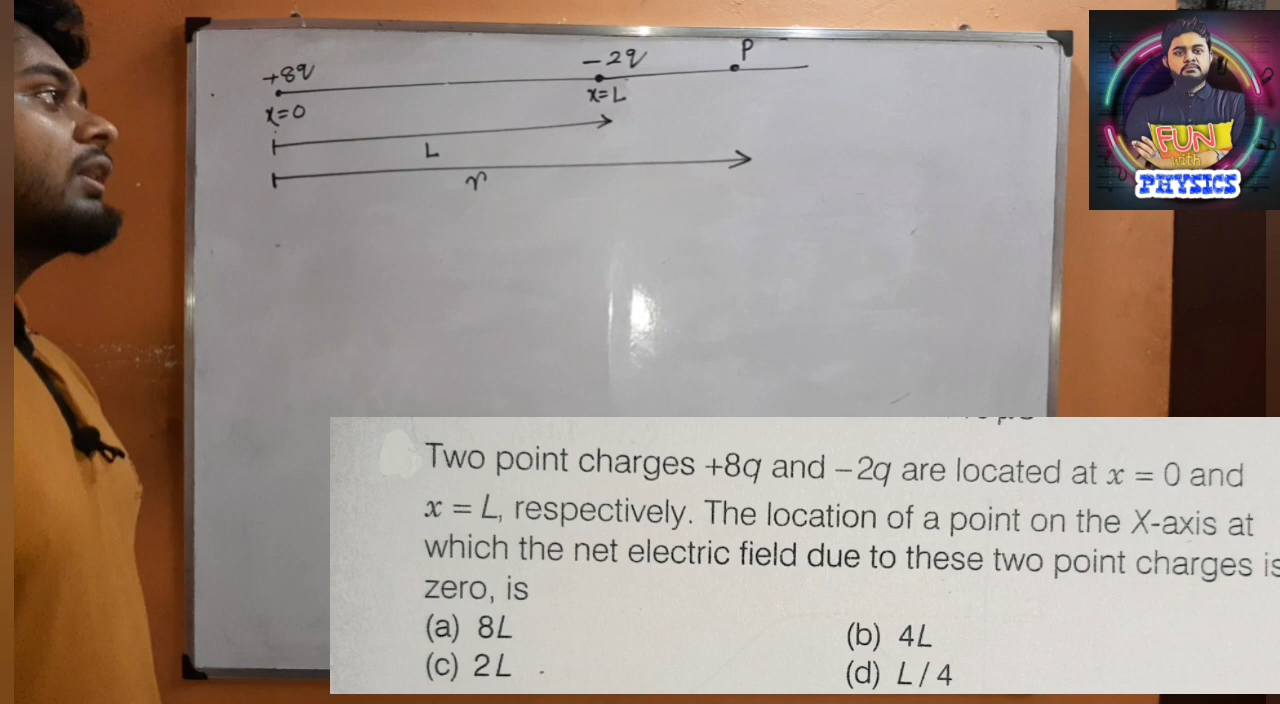 +8q
-2q
P
x=0
x=L
L
r
FUN
with
PHYSICS
Two point charges +8q and –2q are located at x = 0 and
x = L, respectively. The location of a point on the X-axis at
which the net electric field due to these two point charges is
zero, is
(a) 8L
(b) 4L
(c) 2L
(d) L/4